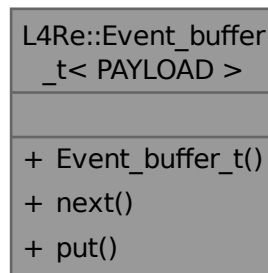 L4Re::Event_buffer
_t< PAYLOAD >
+ Event_buffer_t()
+ next()
+ put()